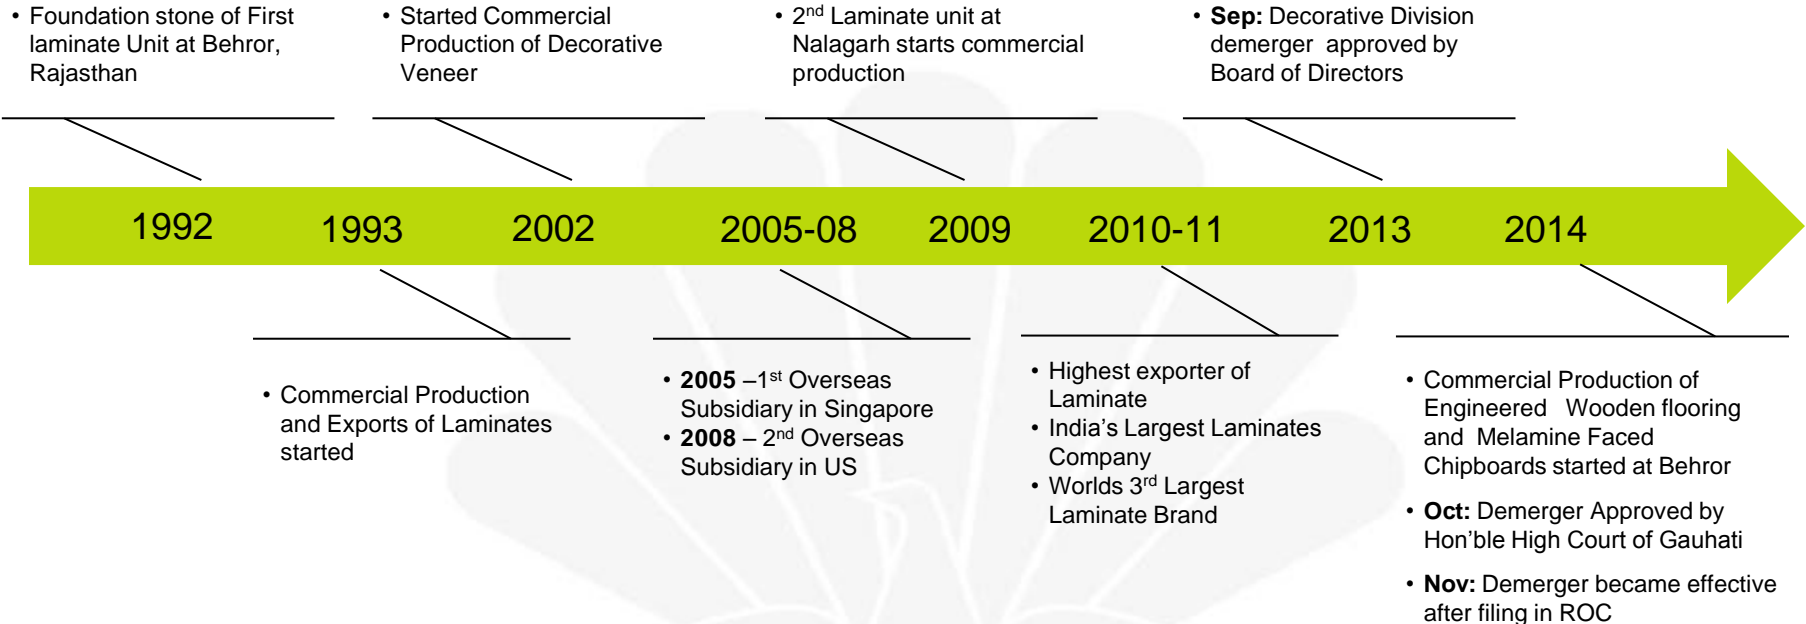 • Foundation stone of First
laminate Unit at Behror,
Rajasthan
• Started Commercial
Production of Decorative
Veneer
• 2nd Laminate unit at
Nalagarh starts commercial
production
• Sep: Decorative Division
demerger approved by
Board of Directors
1992
1993
2002
2005-08
2009
2010-11
2013
2014
• Commercial Production
and Exports of Laminates
started
• 2005 –1st Overseas
Subsidiary in Singapore
• 2008 – 2nd Overseas
Subsidiary in US
• Highest exporter of
Laminate
• India’s Largest Laminates
Company
• Worlds 3rd Largest
Laminate Brand
• Commercial Production of
Engineered Wooden flooring
and Melamine Faced
Chipboards started at Behror
• Oct: Demerger Approved by
Hon’ble High Court of Gauhati
• Nov: Demerger became effective
after filing in ROC